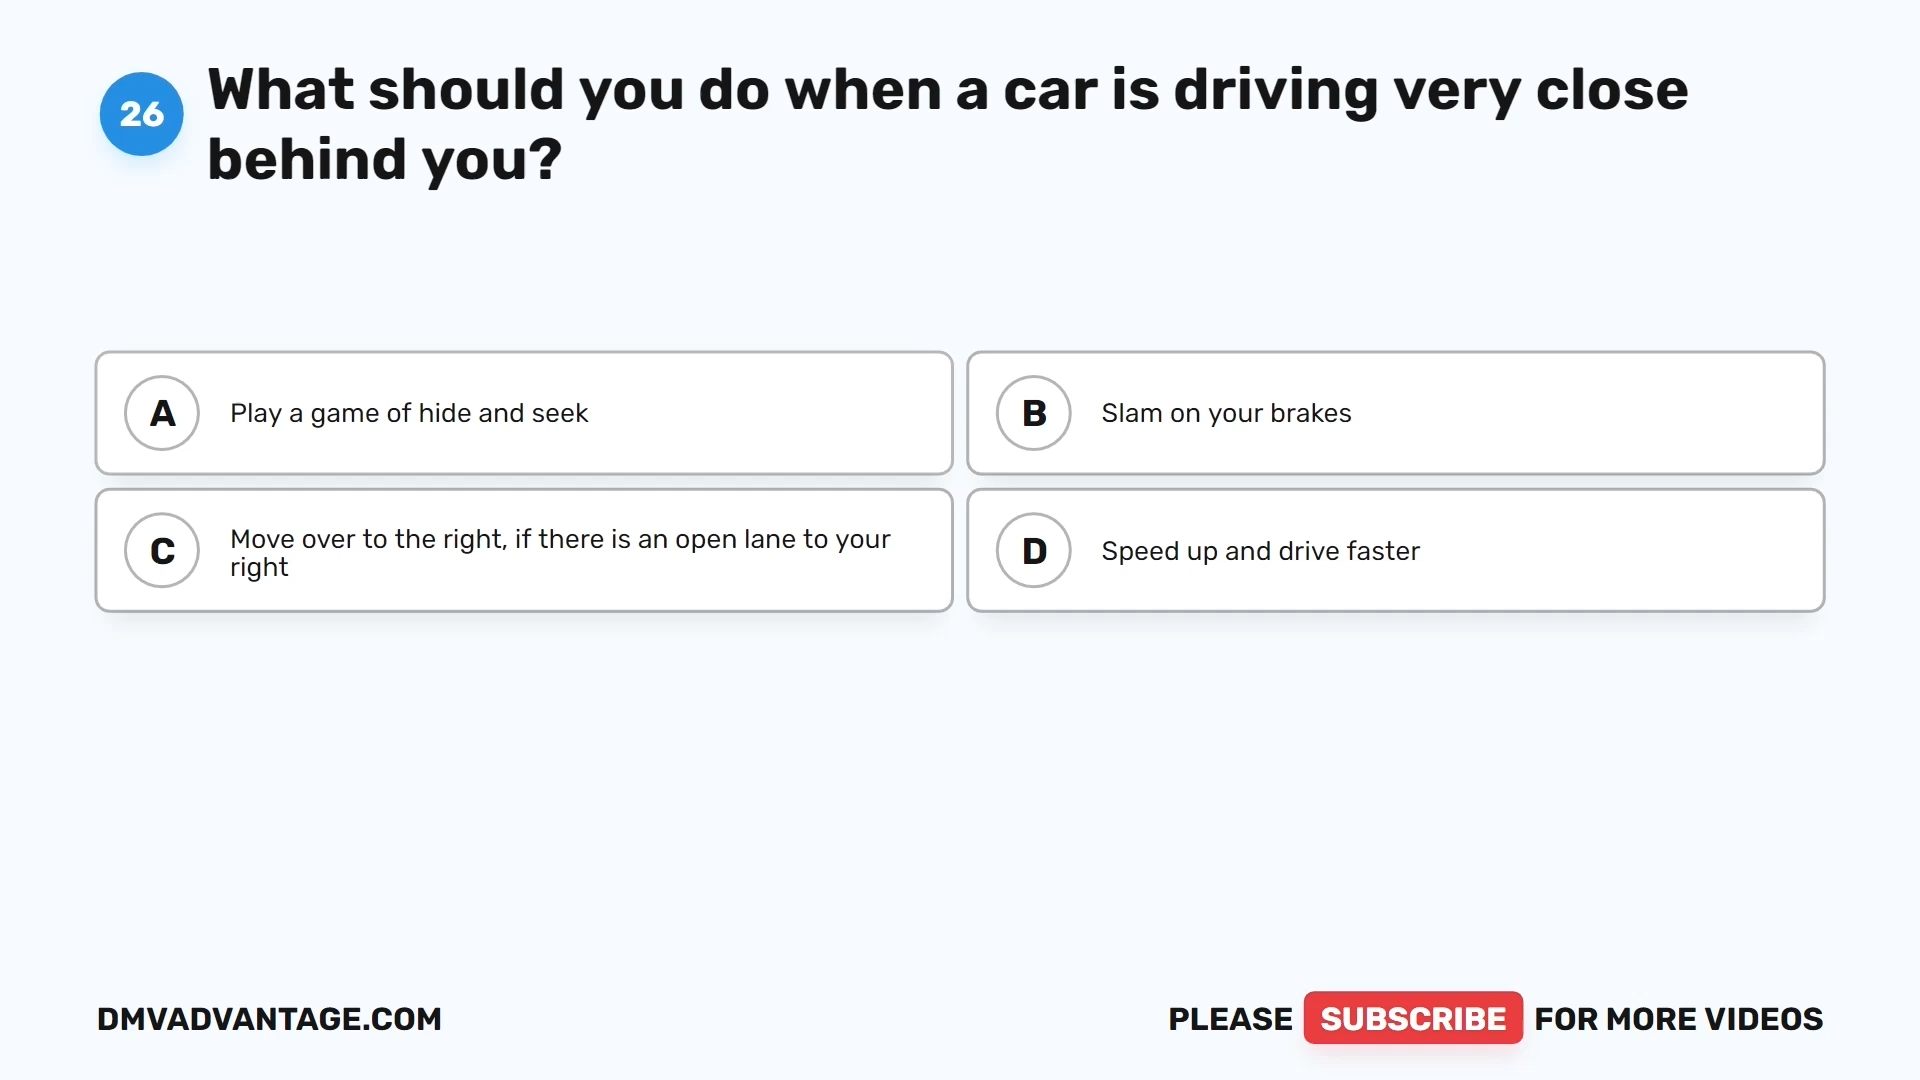 26
What should you do when a car is driving very close
behind you?
A
Play a game of hide and seek
B
Slam on your brakes
C
Move over to the right, if there is an open lane to your
right
D
Speed up and drive faster
DMVADVANTAGE.COM
PLEASE SUBSCRIBE FOR MORE VIDEOS